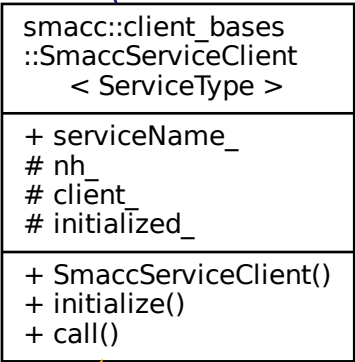 smacc::client_bases
::SmaccServiceClient
< ServiceType >
+ serviceName_
# nh_
# client_
# initialized_
+ SmaccServiceClient()
+ initialize()
+ call()